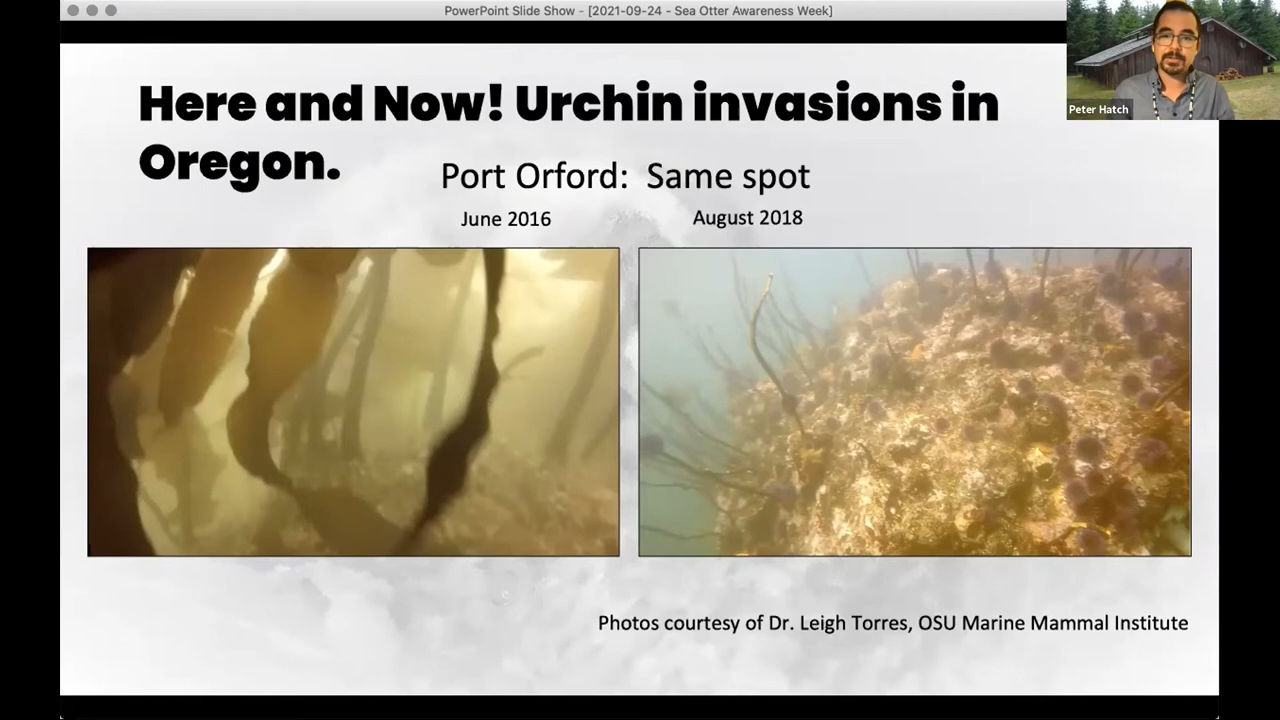 PowerPoint Slide Show - [2021-09-24 - Sea Otter Awareness Week]
Peter Hatch
Here and Now! Urchin invasions in
Oregon.
Port Orford: Same spot
June 2016
August 2018
Photos courtesy of Dr. Leigh Torres, OSU Marine Mammal Institute